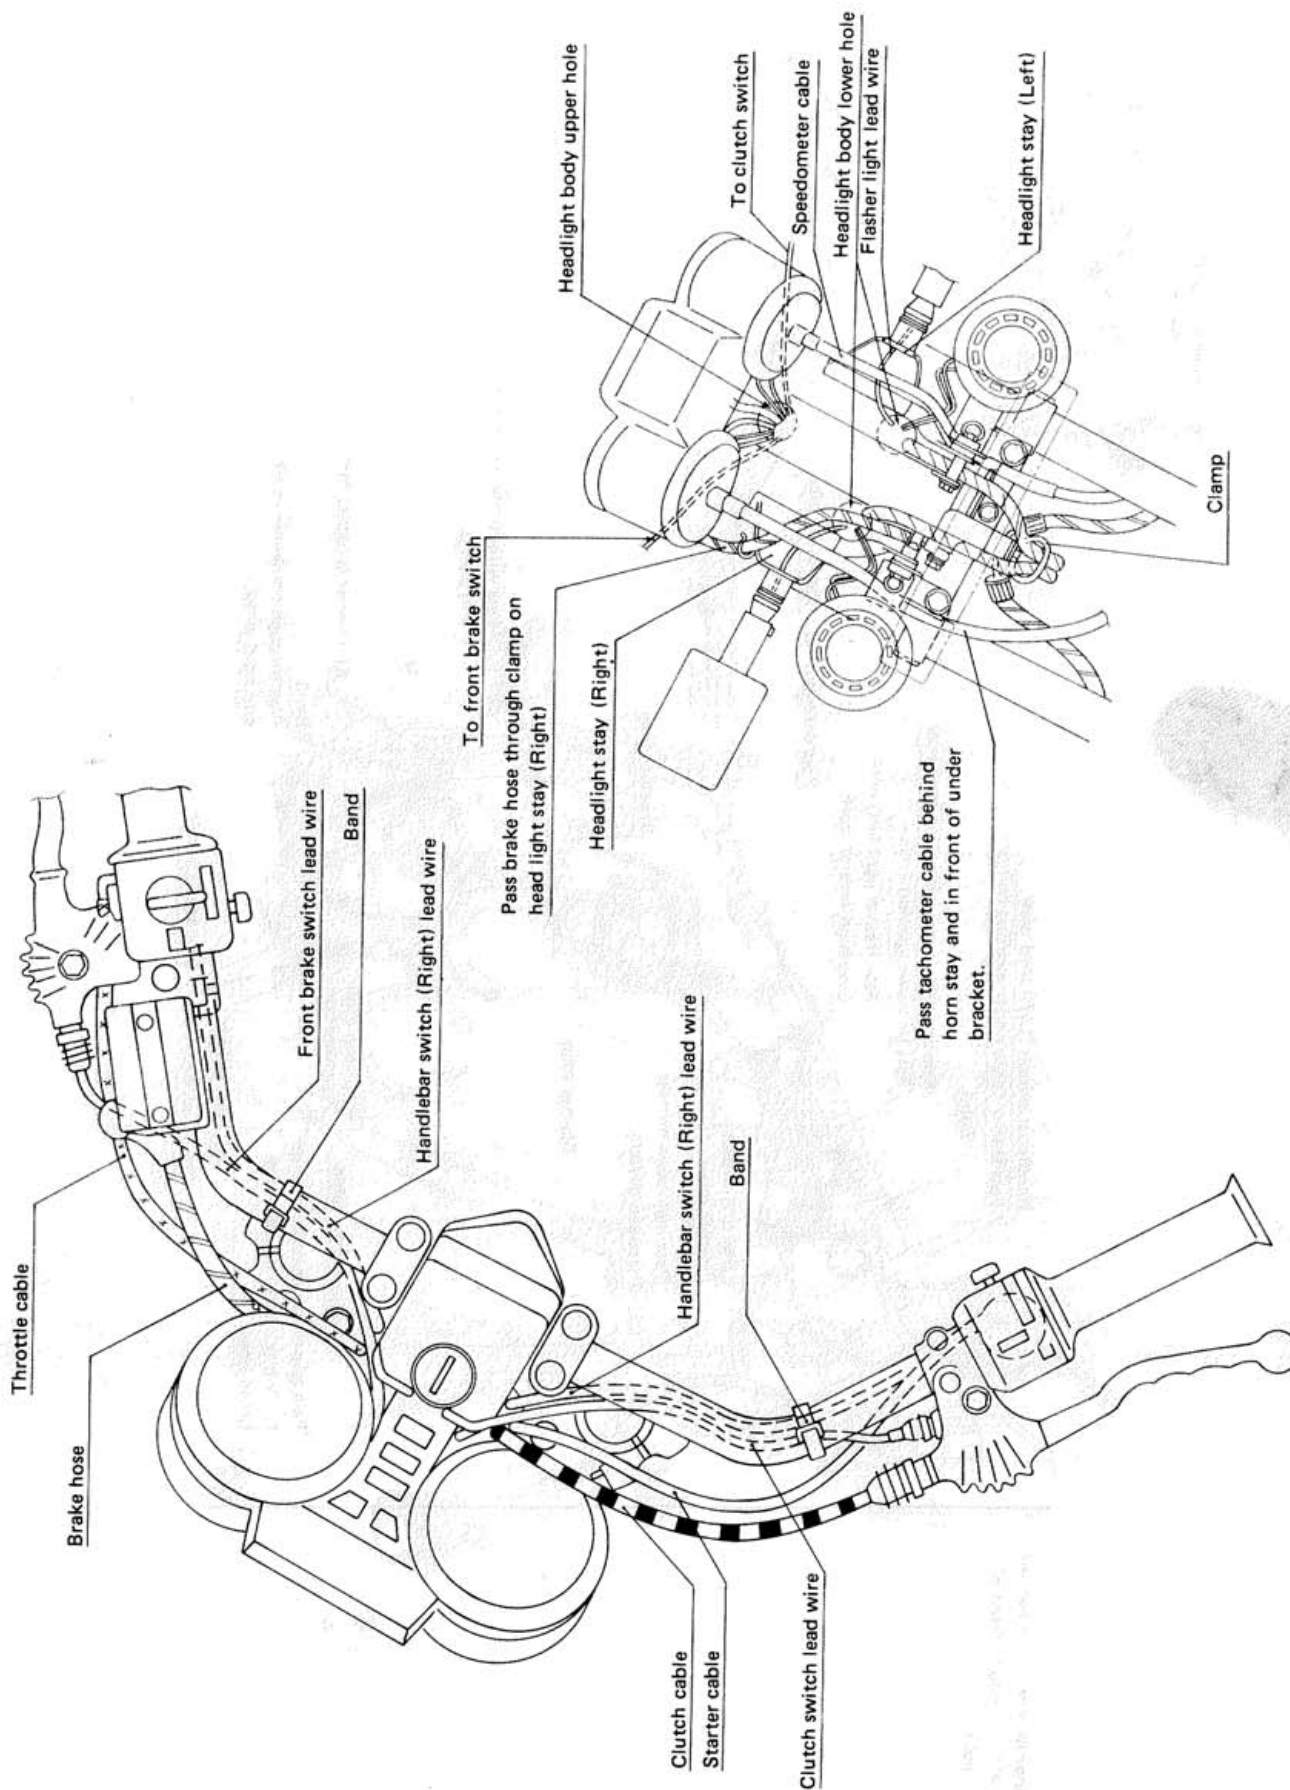 Throttle cable
Brake hose
Front brake switch lead wire
Band
Handlebar switch (Right) lead wire
Handlebar switch (Right) lead wire
Band
Clutch cable
Starter cable
Clutch switch lead wire
Headlight body upper hole
To clutch switch
Speedometer cable
Headlight body lower hole
Flasher light lead wire
Headlight stay (Left)
To front brake switch
Pass brake hose through clamp on
head light stay (Right)
Headlight stay (Right)
Clamp
Pass tachometer cable behind
horn stay and in front of under
bracket.